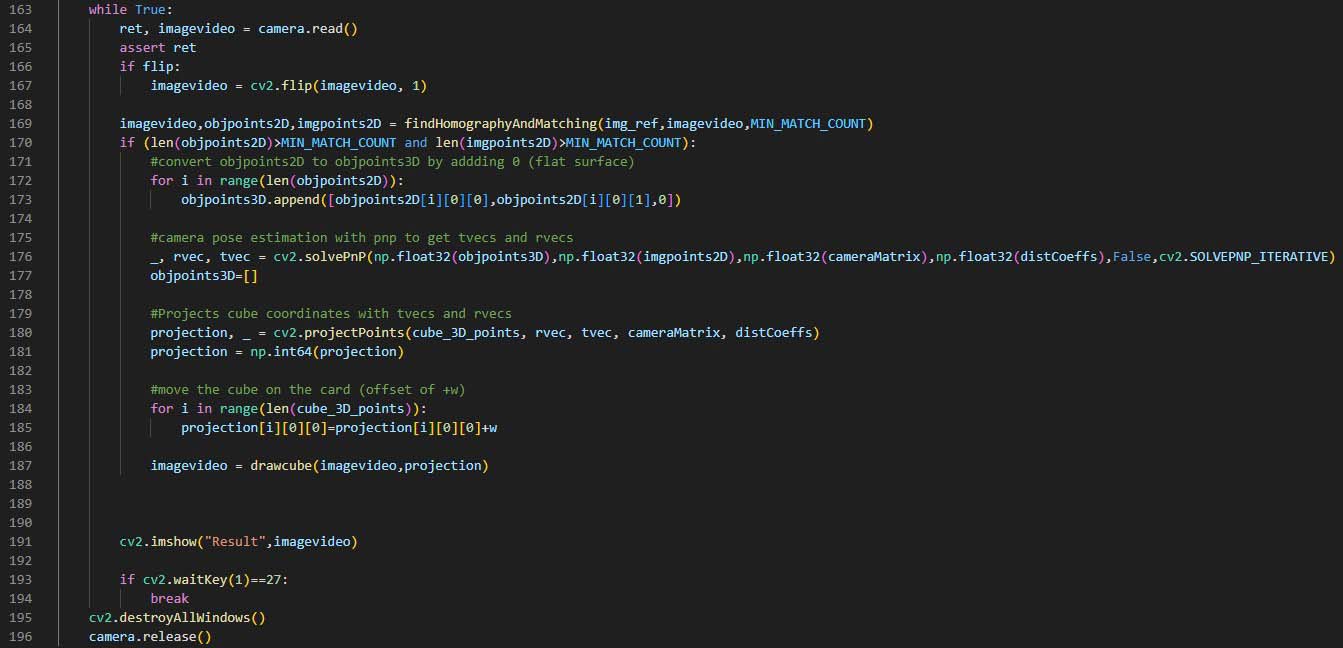 163 while True:
164 ret, imagevideo = camera.read()
165 assert ret
166 if flip:
167 imagevideo = cv2.flip(imagevideo, 1)
168
169 imagevideo,objpoints2D,imgpoints2D = findHomographyAndMatching(img_ref,imagevideo,MIN_MATCH_COUNT)
170 if (len(objpoints2D)>MIN_MATCH_COUNT and len(imgpoints2D)>MIN_MATCH_COUNT):
171 #convert objpoints2D to objpoints3D by addding 0 (flat surface)
172 for i in range(len(objpoints2D)):
173 objpoints3D.append([objpoints2D[i][0][0],objpoints2D[i][0][1],0])
174
175 #camera pose estimation with pnp to get tvecs and rvecs
176 _, rvec, tvec = cv2.solvePnP(np.float32(objpoints3D),np.float32(imgpoints2D),np.float32(cameraMatrix),np.float32(distCoeffs),False,cv2.SOLVEPNP_ITERATIVE)
177 objpoints3D=[]
178
179 #Projects cube coordinates with tvecs and rvecs
180 projection, _ = cv2.projectPoints(cube_3D_points, rvec, tvec, cameraMatrix, distCoeffs)
181 projection = np.int64(projection)
182
183 #move the cube on the card (offset of +w)
184 for i in range(len(cube_3D_points)):
185 projection[i][0][0]=projection[i][0][0]+w
186
187 imagevideo = drawcube(imagevideo,projection)
188
189
190
191 cv2.imshow("Result",imagevideo)
192
193 if cv2.waitKey(1)==27:
194 break
195 cv2.destroyAllWindows()
196 camera.release()